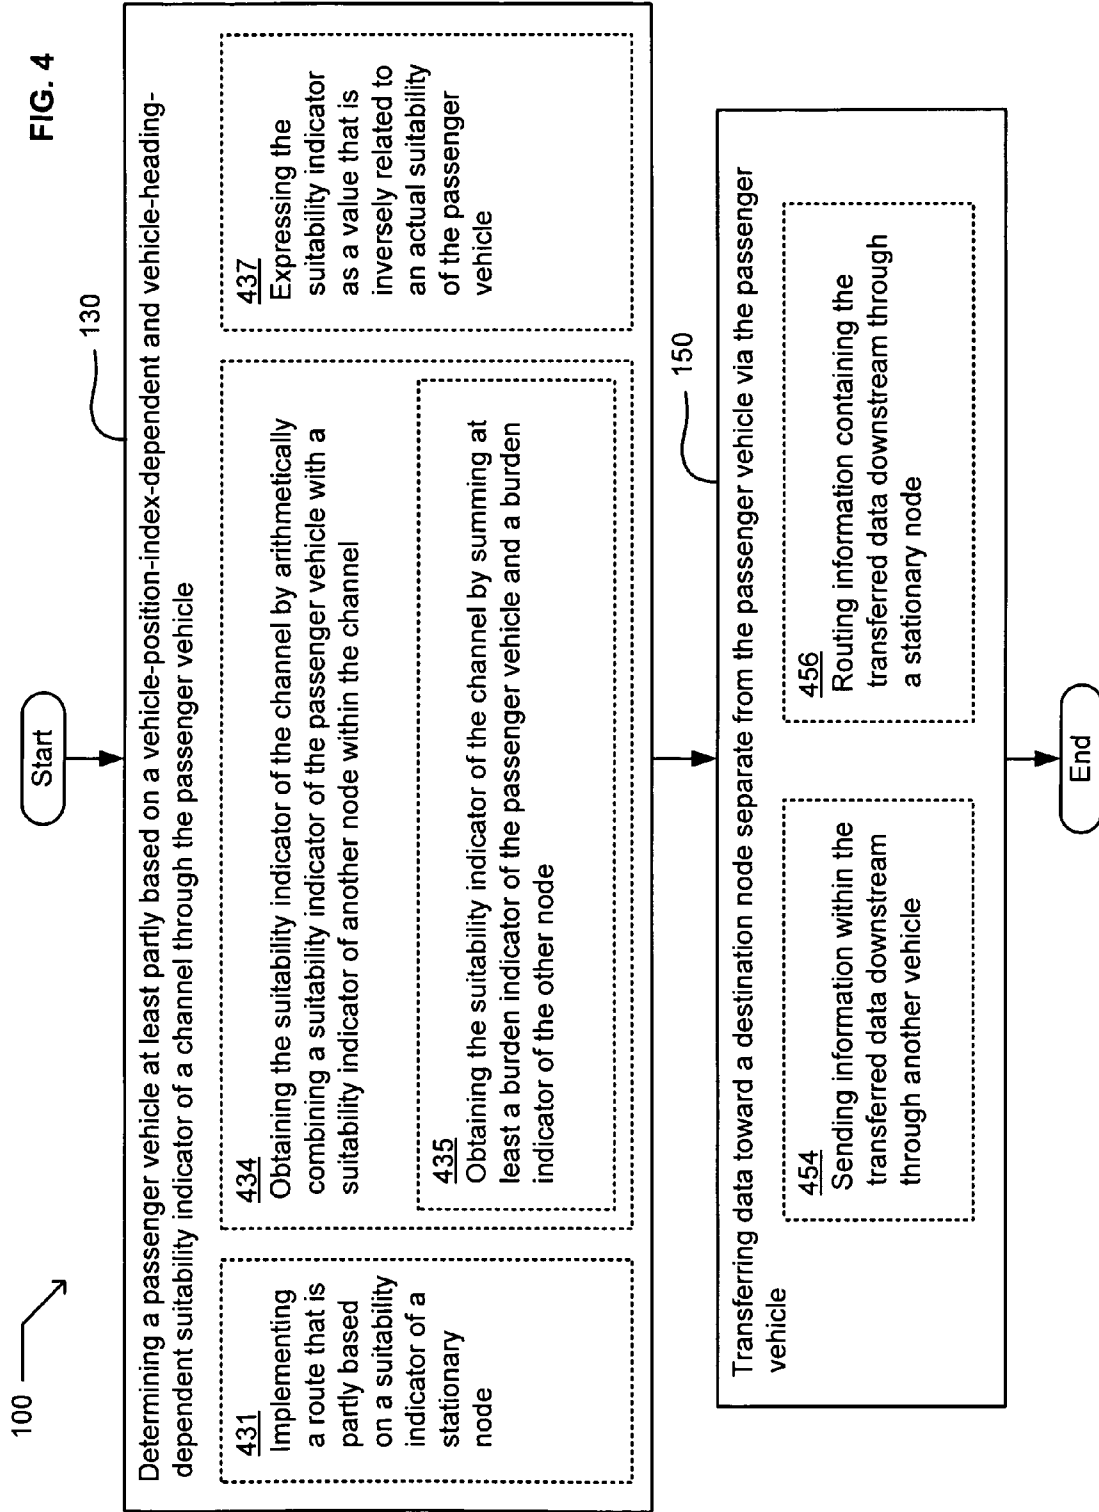 FIG. 4
100
Start
130
Determining a passenger vehicle at least partly based on a vehicle-position-index-dependent and vehicle-heading-
dependent suitability indicator of a channel through the passenger vehicle
431
Implementing
a route that is
partly based
on a suitability
indicator of a
stationary
node
434
Obtaining the suitability indicator of the channel by arithmetically
combining a suitability indicator of the passenger vehicle with a
suitability indicator of another node within the channel
435
Obtaining the suitability indicator of the channel by summing at
least a burden indicator of the passenger vehicle and a burden
indicator of the other node
437
Expressing the
suitability indicator
as a value that is
inversely related to
an actual suitability
of the passenger
vehicle
150
Transferring data toward a destination node separate from the passenger vehicle via the passenger
vehicle
454
Sending information within the
transferred data downstream
through another vehicle
456
Routing information containing the
transferred data downstream through
a stationary node
End